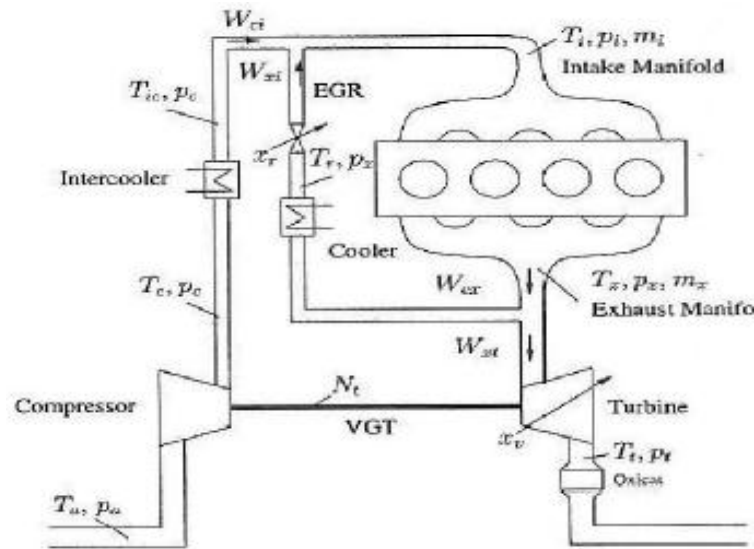 W_ci
T_i, p_i, m_i
Intake Manifold
W_xi
EGR
T_ic, p_c
x_r
T_r, p_x
Intercooler
Cooler
T_c, p_c
W_ex
T_x, p_x, m_x
Exhaust Manifo
W_xt
Compressor
N_t
Turbine
VGT
x_v
T_t, p_t
Oxicat
T_a, p_a